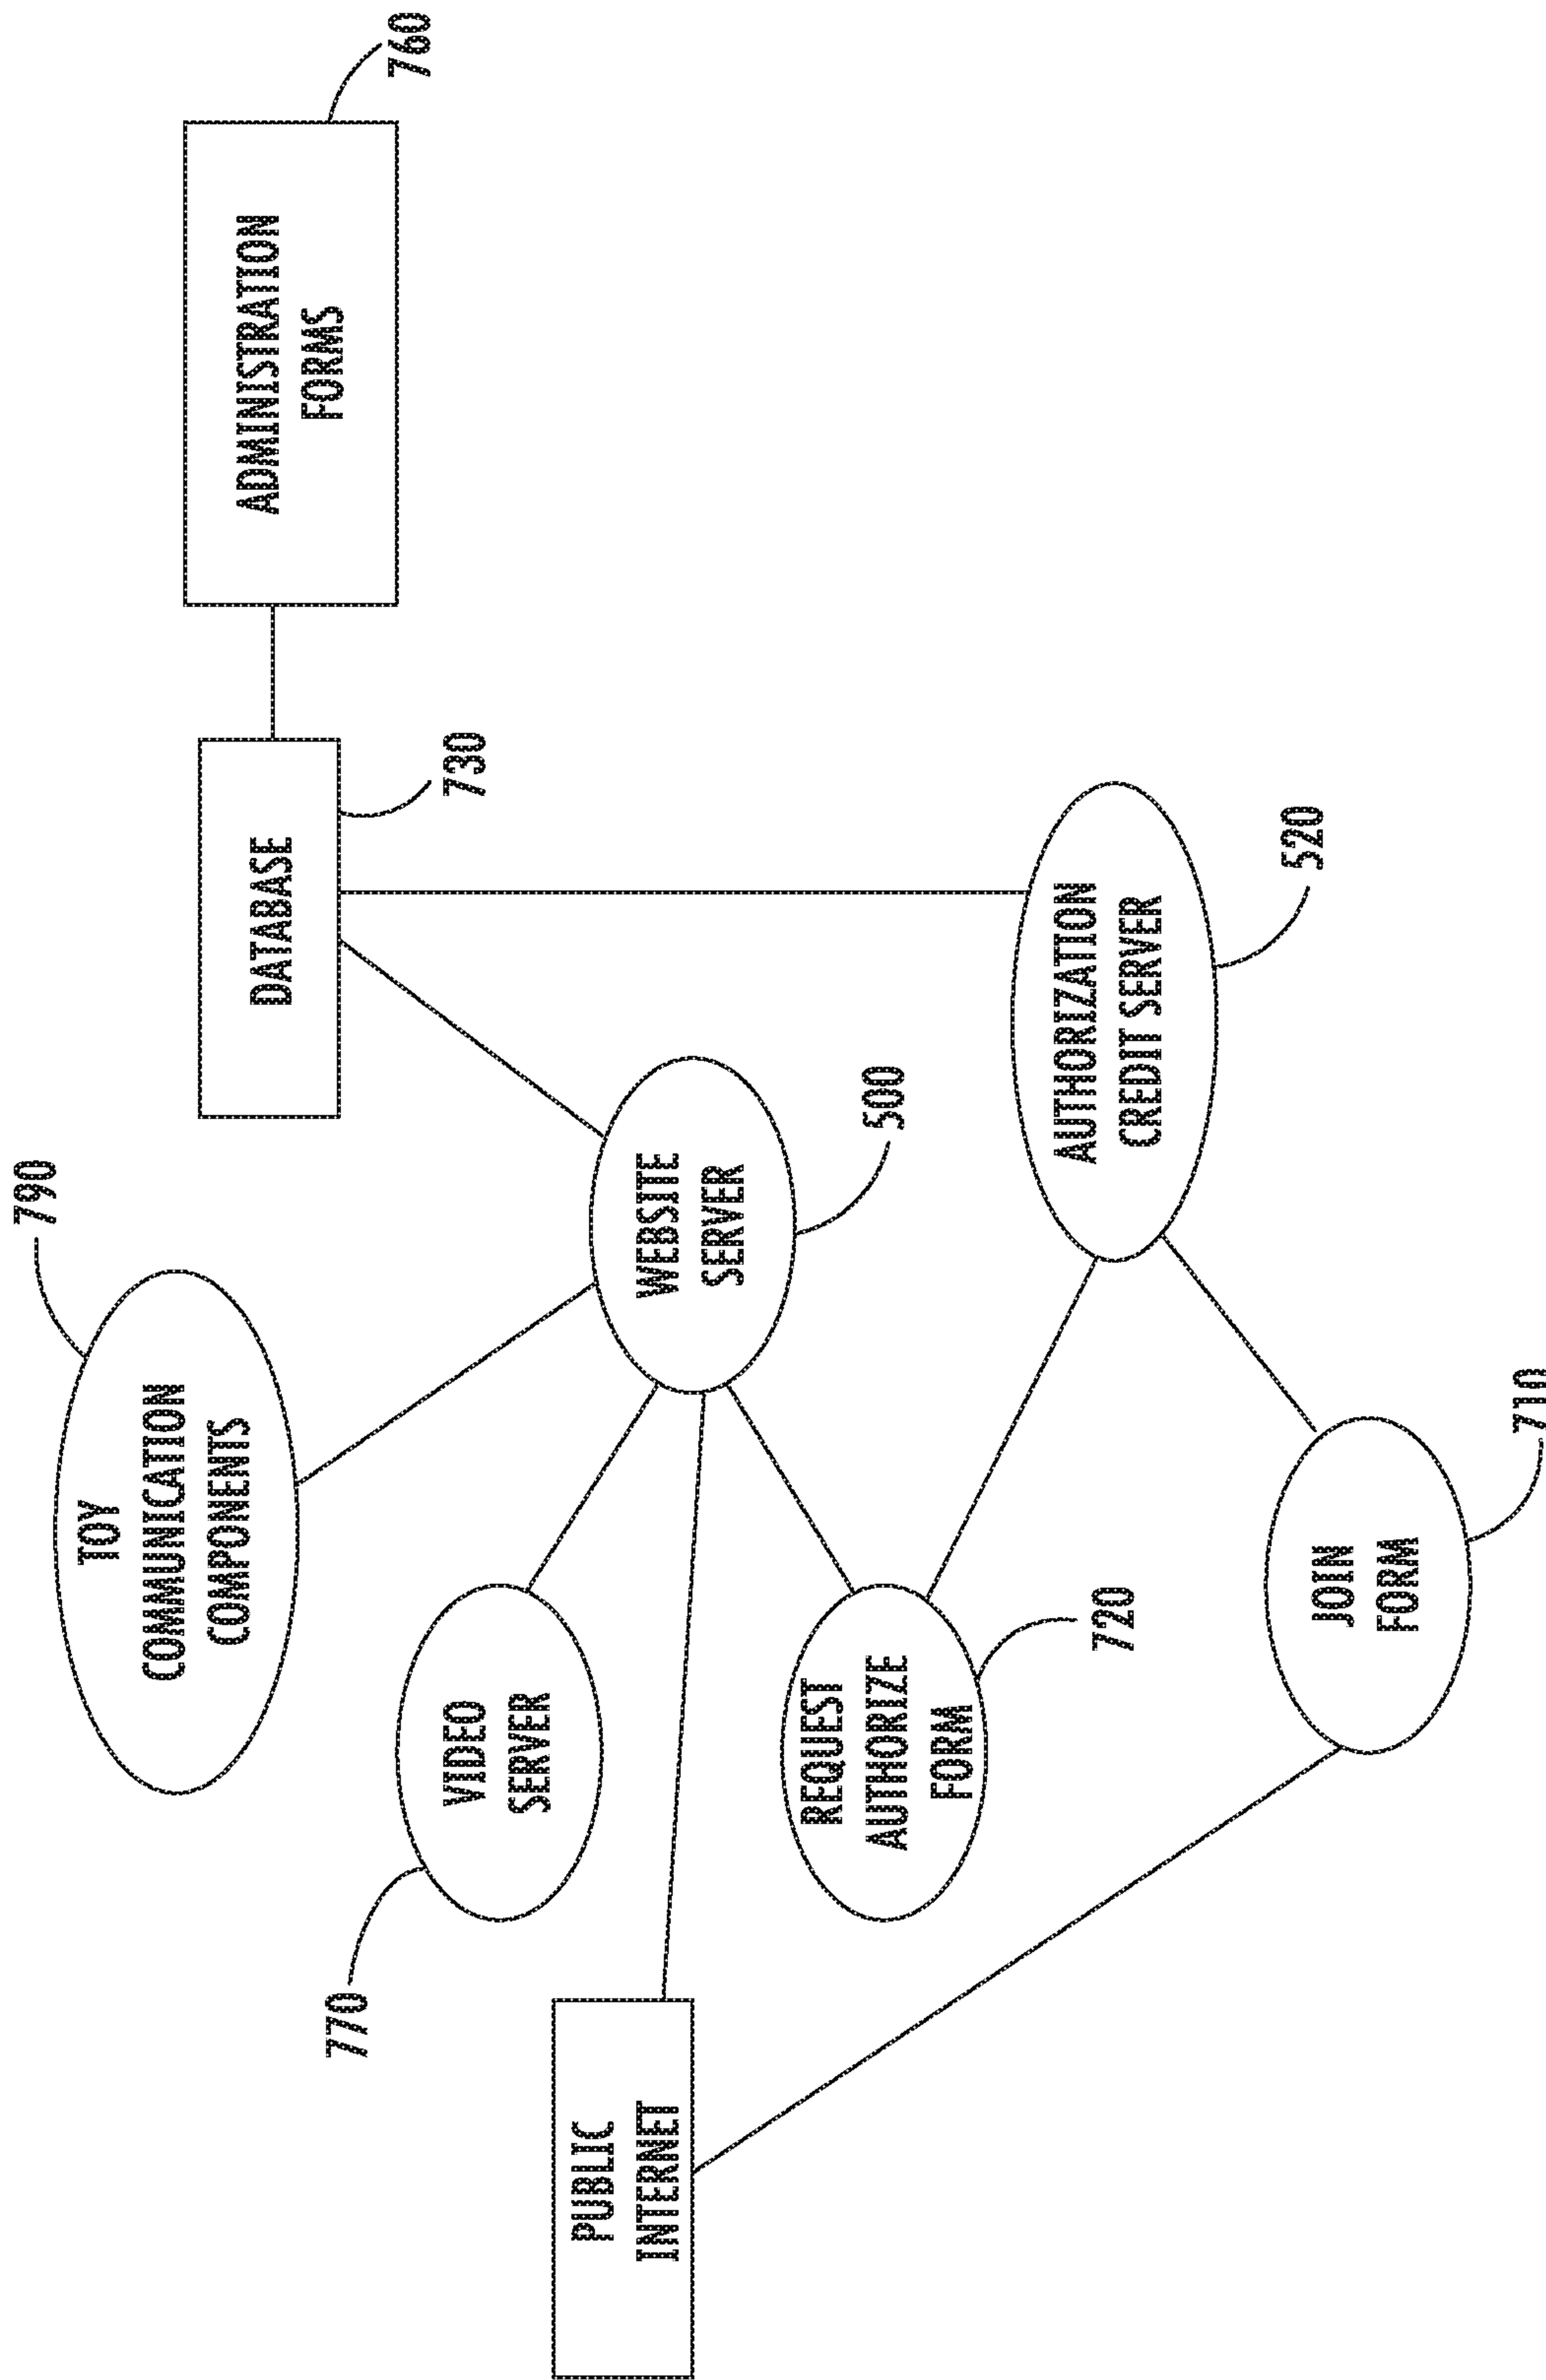 790
TOY
COMMUNICATION
COMPONENTS
770
VIDEO
SERVER
DATABASE
730
ADMINISTRATION
FORMS
760
PUBLIC
INTERNET
WEBSITE
SERVER
500
REQUEST
AUTHORIZE
FORM
720
AUTHORIZATION
CREDIT SERVER
520
JOIN
FORM
710